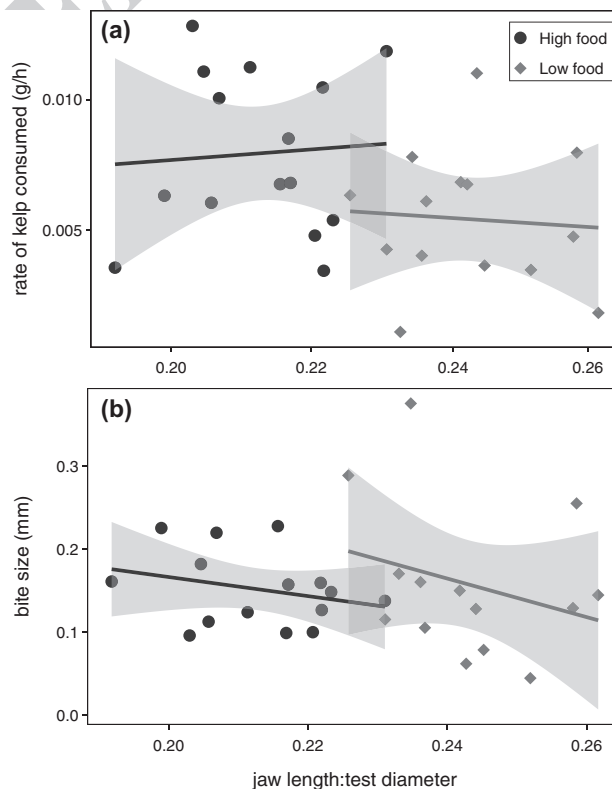 (a)
High food
Low food
rate of kelp consumed (g/h)
0.010
0.005
0.20
0.22
0.24
0.26
(b)
bite size (mm)
0.3
0.2
0.1
0.0
0.20
0.22
0.24
0.26
jaw length:test diameter